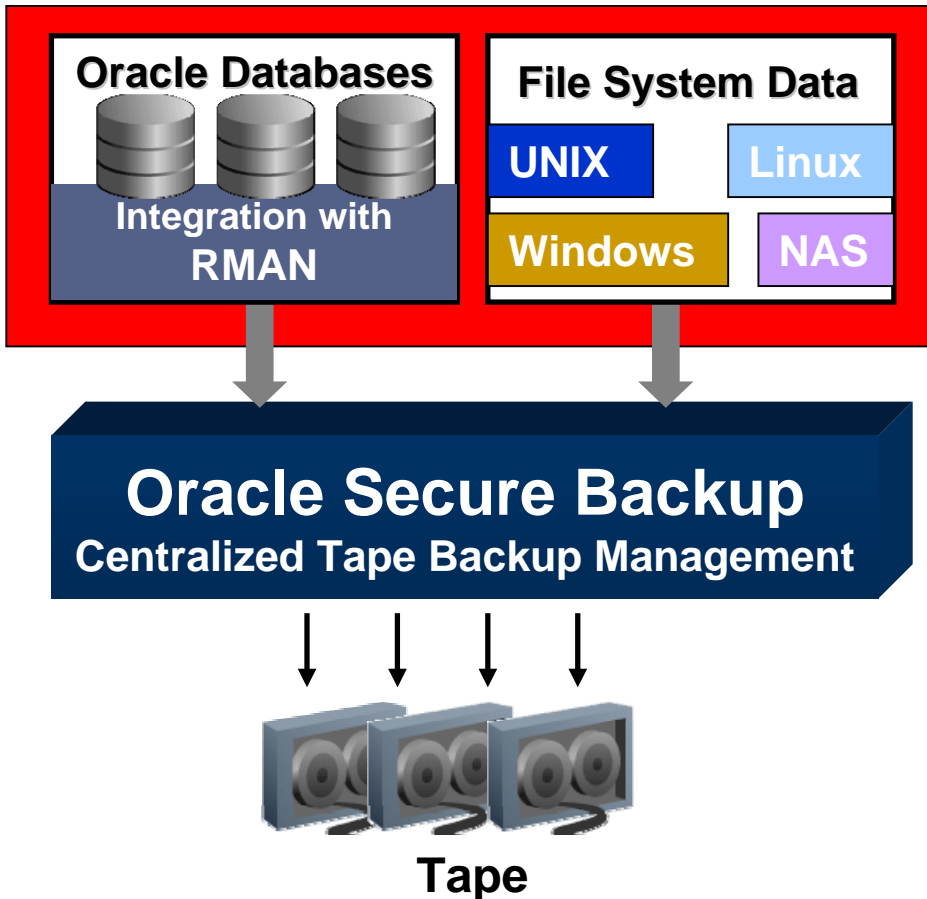 Oracle Databases
Integration with
RMAN
File System Data
UNIX
Linux
Windows
NAS
Oracle Secure Backup
Centralized Tape Backup Management
Tape